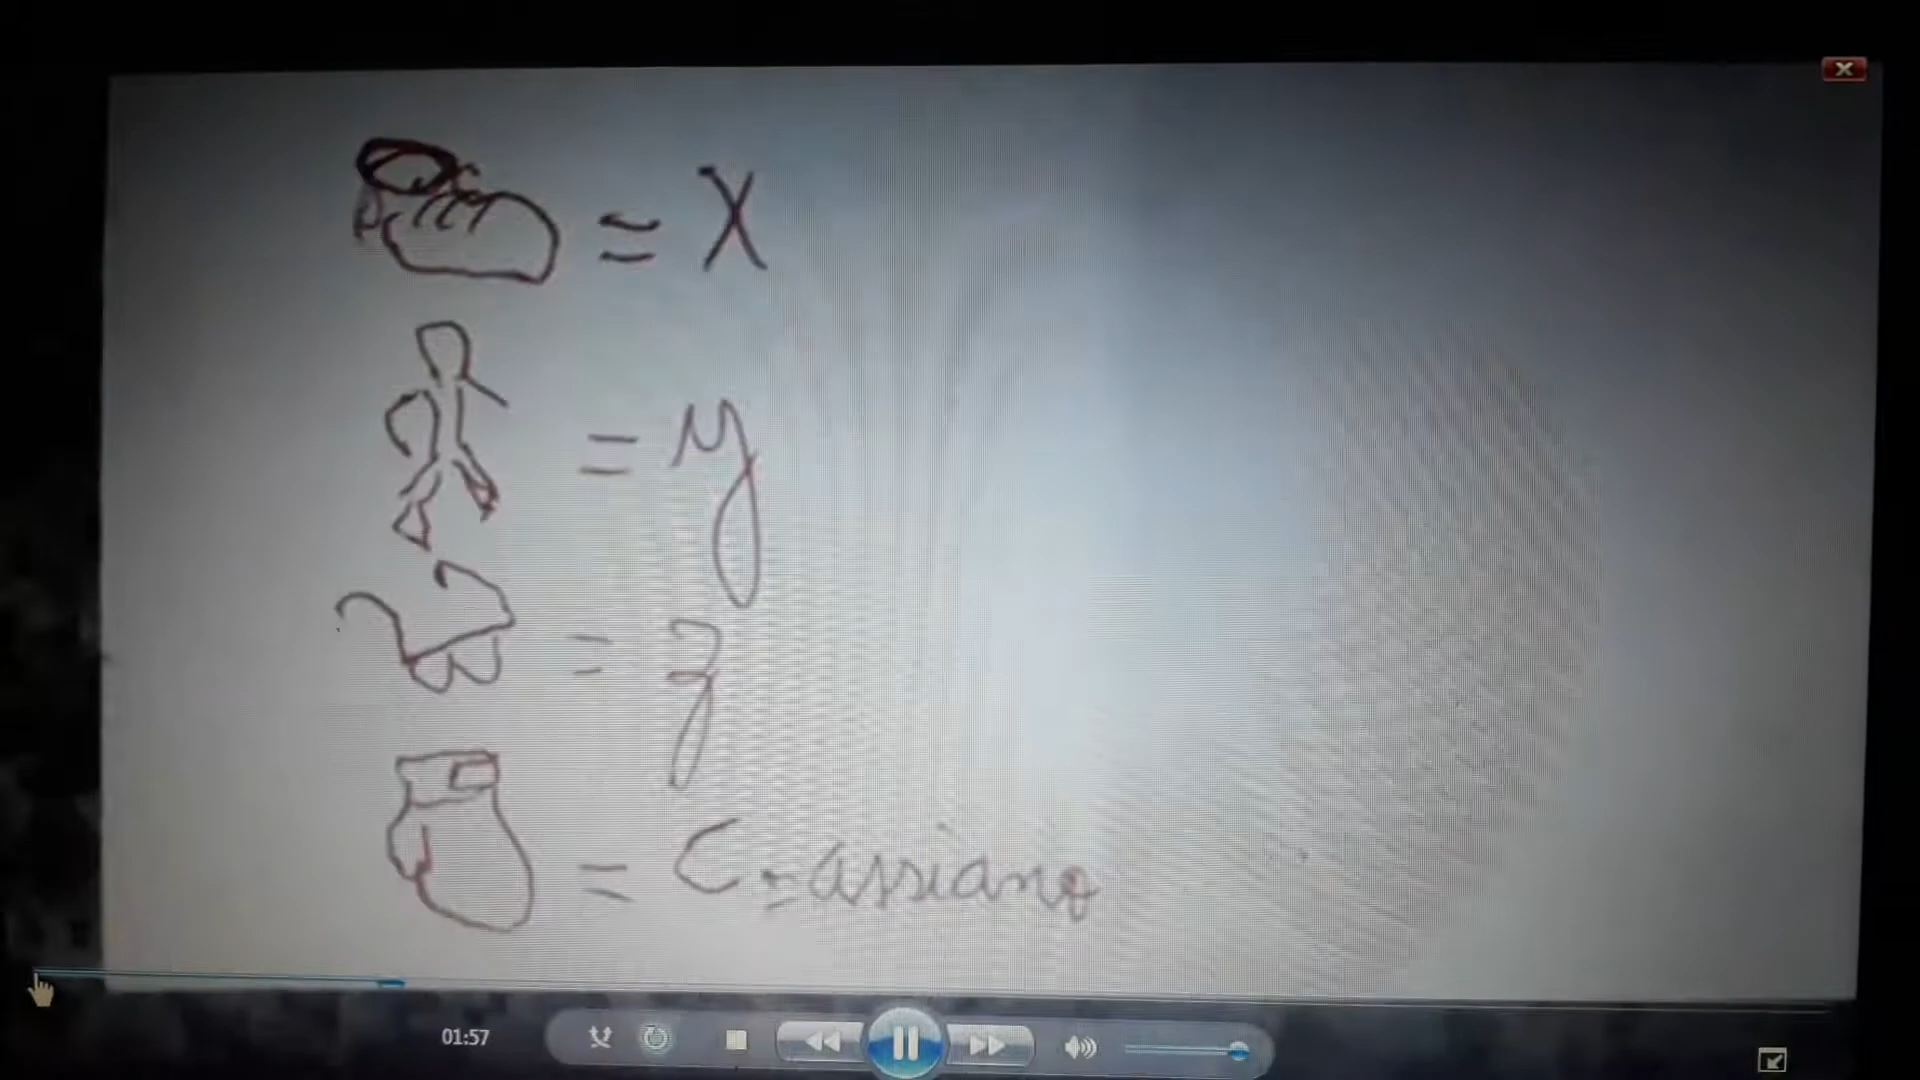 = X
= y
= z
= C-assiano
01:57